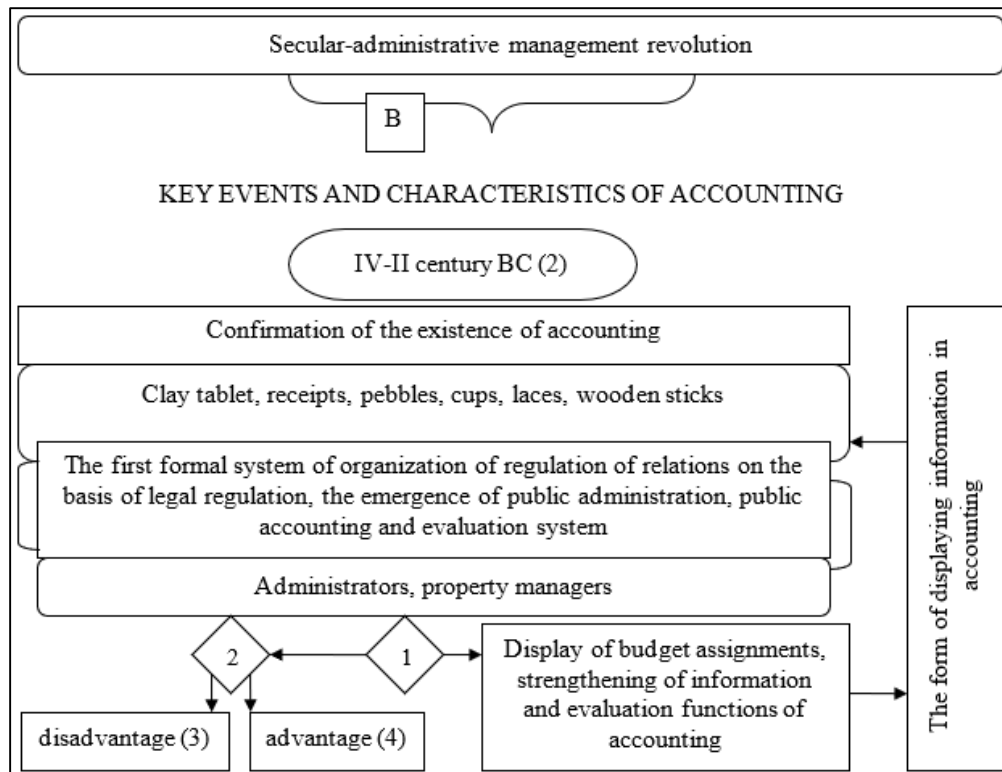 Secular-administrative management revolution
B
KEY EVENTS AND CHARACTERISTICS OF ACCOUNTING
IV-II century BC (2)
Confirmation of the existence of accounting
Clay tablet, receipts, pebbles, cups, laces, wooden sticks
The first formal system of organization of regulation of relations on the
basis of legal regulation, the emergence of public administration, public
accounting and evaluation system
Administrators, property managers
2
1
Display of budget assignments,
strengthening of information
and evaluation functions of
accounting
disadvantage (3)
advantage (4)
The form of displaying information in
accounting